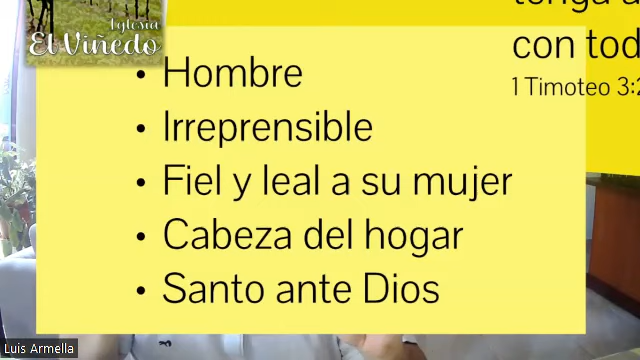 Iglesia
El Viñedo
con tod
1 Timoteo 3:2
• Hombre
• Irreprensible
• Fiel y leal a su mujer
• Cabeza del hogar
• Santo ante Dios
Luis Armella